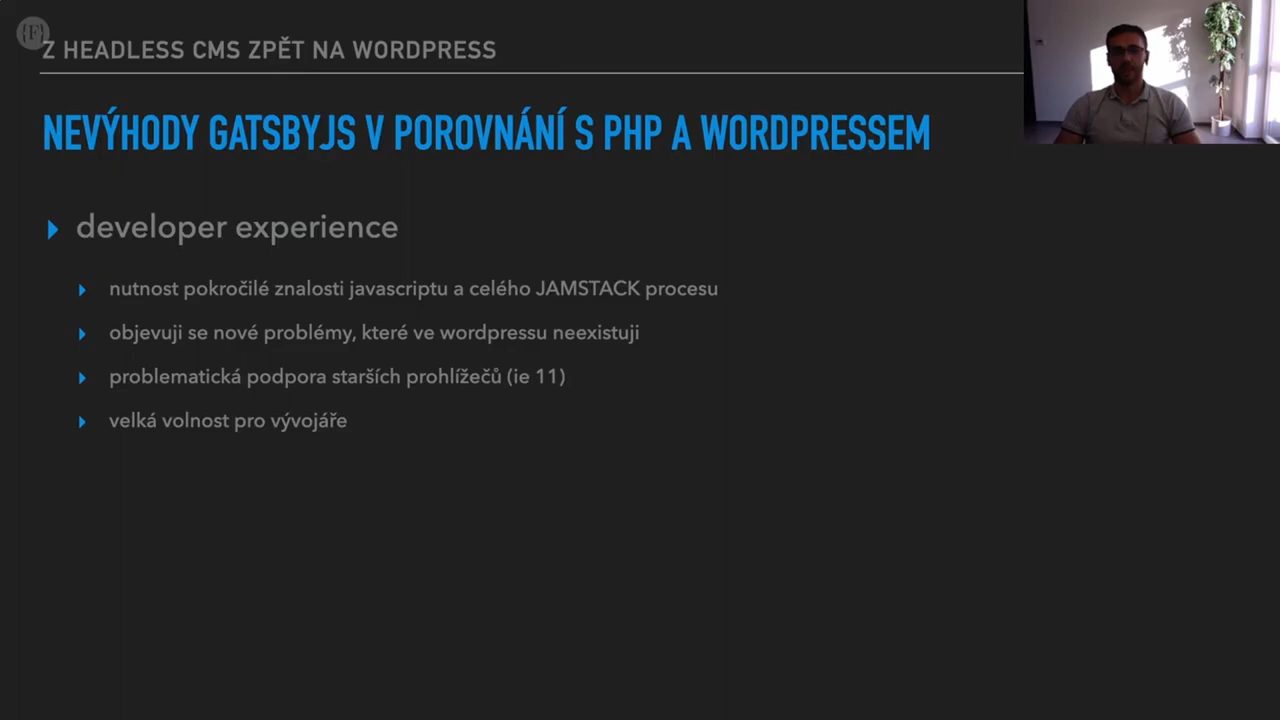 {F}
Z HEADLESS CMS ZPĚT NA WORDPRESS
NEVÝHODY GATSBYJS V POROVNÁNÍ S PHP A WORDPRESSEM
developer experience
nutnost pokročilé znalosti javascriptu a celého JAMSTACK procesu
objevuji se nové problémy, které ve wordpressu neexistuji
problematická podpora starších prohlížečů (ie 11)
velká volnost pro vývojáře